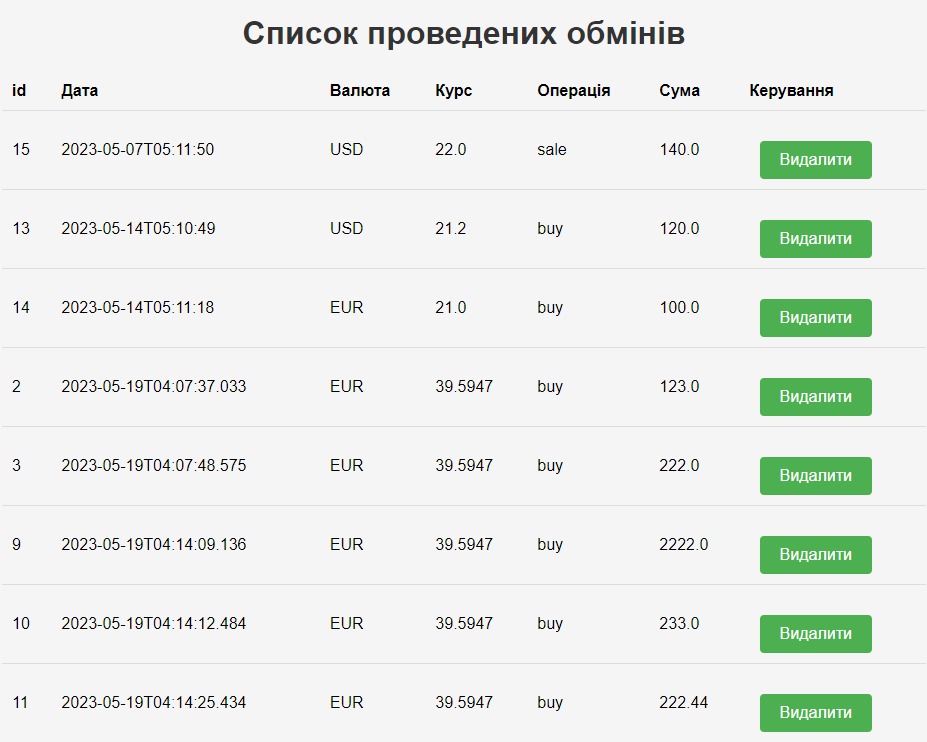 Список проведених обмінів
id Дата Валюта Курс Операція Сума Керування
15 2023-05-07T05:11:50 USD 22.0 sale 140.0 Видалити
13 2023-05-14T05:10:49 USD 21.2 buy 120.0 Видалити
14 2023-05-14T05:11:18 EUR 21.0 buy 100.0 Видалити
2 2023-05-19T04:07:37.033 EUR 39.5947 buy 123.0 Видалити
3 2023-05-19T04:07:48.575 EUR 39.5947 buy 222.0 Видалити
9 2023-05-19T04:14:09.136 EUR 39.5947 buy 2222.0 Видалити
10 2023-05-19T04:14:12.484 EUR 39.5947 buy 233.0 Видалити
11 2023-05-19T04:14:25.434 EUR 39.5947 buy 222.44 Видалити